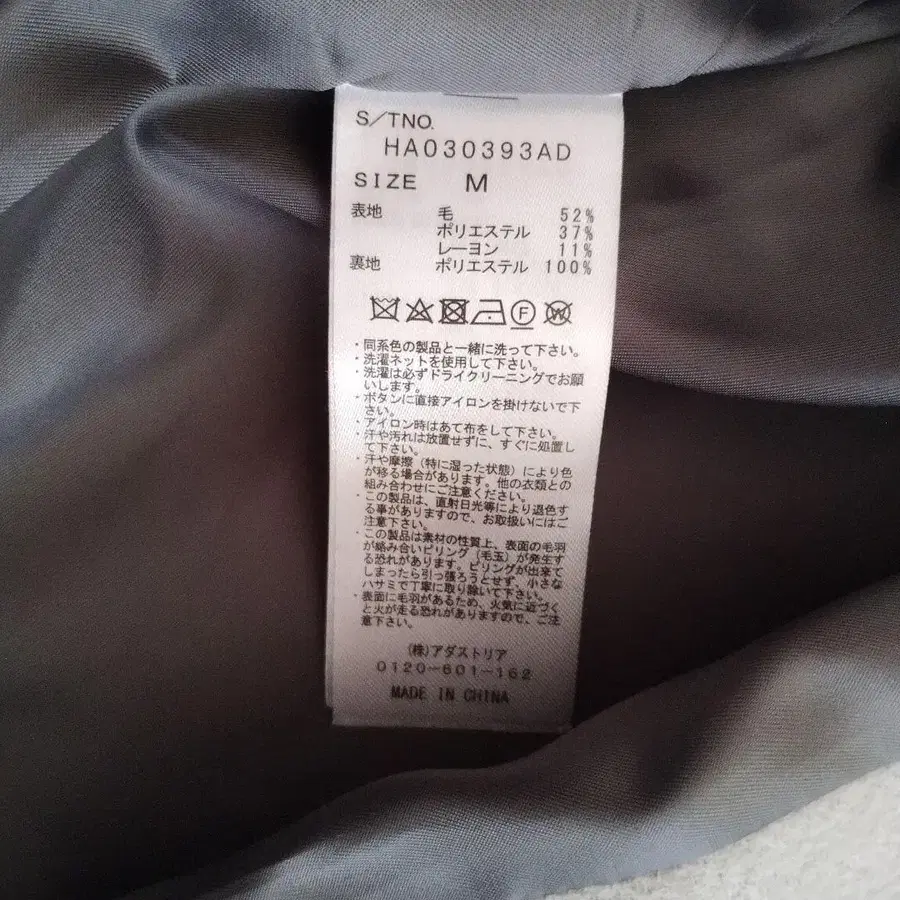 S/TNO.
HA030393AD
SIZE M
表地 毛 52%
ポリエステル 37%
レーヨン 11%
裏地 ポリエステル 100%
F W
・同系色の製品と一緒に洗って下さい。
・洗濯ネットを使用して下さい。
・洗濯は必ずドライクリーニングでお願
いします。
・ボタンに直接アイロンを掛けないで下
さい。
・アイロン時はあて布をして下さい。
・汗や汚れは放置せずに、すぐに処置し
て下さい。
・汗や摩擦（特に湿った状態）により色
が移る場合があります。他の衣類との
組み合わせにご注意ください。
・この製品は、直射日光等により退色す
る事がありますので、お取扱いにはご
注意下さい。
・この製品は素材の性質上、表面の毛羽
が絡み合いピリング（毛玉）が発生す
る恐れがあります。ピリングが出来て
しまったら引っ張ろうとせず、小さな
ハサミで丁寧に取り除いて下さい。
・表面に毛羽があるため、火気に近づく
と火が走る恐れがありますので、ご注
意下さい。
(株)アダストリア
0120-601-162
MADE IN CHINA